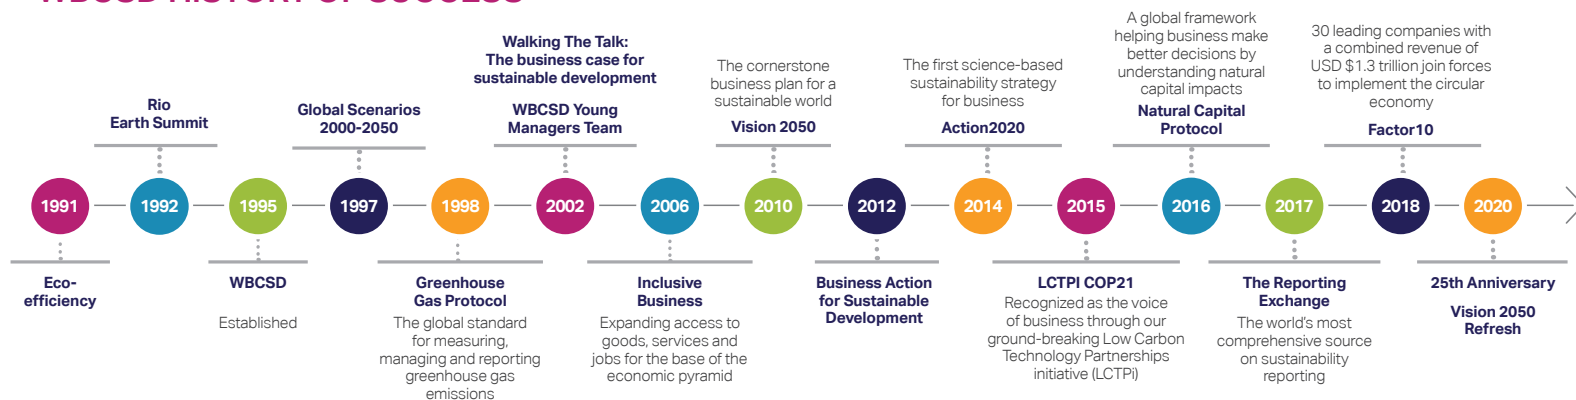 WBCSD HISTORY OF SUCCESS
1991
Eco-
efficiency
Rio
Earth Summit
1992
1995
WBCSD
Established
Global Scenarios
2000-2050
1997
1998
Greenhouse
Gas Protocol
The global standard
for measuring,
managing and reporting
greenhouse gas
emissions
Walking The Talk:
The business case for
sustainable development
WBCSD Young
Managers Team
2002
2006
Inclusive
Business
Expanding access to
goods, services and
jobs for the base of the
economic pyramid
The cornerstone
business plan for a
sustainable world
Vision 2050
2010
2012
Business Action
for Sustainable
Development
The first science-based
sustainability strategy
for business
Action2020
2014
2015
LCTPI COP21
Recognized as the voice
of business through our
ground-breaking Low Carbon
Technology Partnerships
initiative (LCTPi)
A global framework
helping business make
better decisions by
understanding natural
capital impacts
Natural Capital
Protocol
2016
2017
The Reporting
Exchange
The world's most
comprehensive source
on sustainability
reporting
30 leading companies with
a combined revenue of
USD $1.3 trillion join forces
to implement the circular
economy
Factor10
2018
2020
25th Anniversary
Vision 2050
Refresh